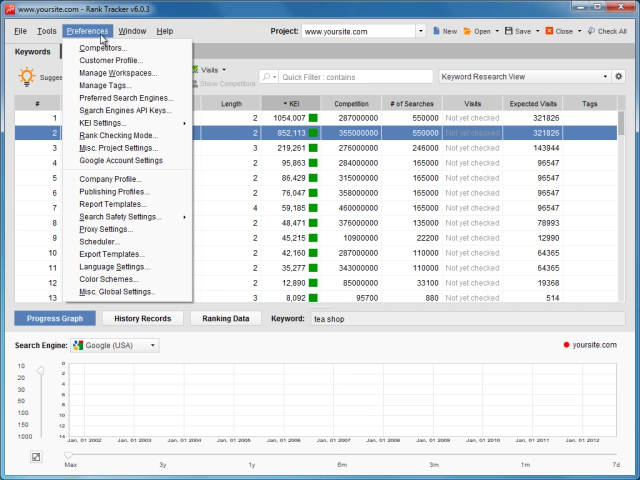 www.yoursite.com - Rank Tracker v6.0.3
File Tools Preferences Window Help Project: www.yoursite.com New Open Save Close Check All
Keywords
Competitors...
Customer Profile...
Manage Workspaces...
Manage Tags...
Preferred Search Engines...
Search Engines API Keys...
KEI Settings...
Rank Checking Mode...
Misc. Project Settings...
Google Account Settings
Company Profile...
Publishing Profiles...
Report Templates...
Search Safety Settings...
Proxy Settings...
Scheduler...
Export Templates...
Language Settings...
Color Schemes...
Misc. Global Settings...
Visits
Show Competitors
Quick Filter : contains
Keyword Research View
# Length KEI Competition # of Searches Visits Expected Visits Tags
1 2 1054,007 287000000 550000 Not yet checked 321826
2 2 852,113 355000000 550000 Not yet checked 321826
3 3 219,261 276000000 246000 Not yet checked 143944
4 2 95,863 284000000 165000 Not yet checked 96547
5 2 86,429 315000000 165000 Not yet checked 96547
6 2 76,047 358000000 165000 Not yet checked 96547
7 4 59,185 460000000 165000 Not yet checked 96547
8 2 48,471 376000000 135000 Not yet checked 78993
9 2 45,215 10900000 22200 Not yet checked 12990
10 2 42,160 287000000 110000 Not yet checked 64365
11 2 35,277 343000000 110000 Not yet checked 64365
12 2 34,242 85000000 33100 Not yet checked 19368
13 3 8,092 95700 880 Not yet checked 514
Progress Graph History Records Ranking Data Keyword: tea shop
Search Engine: Google (USA) yoursite.com
10
20
30
50
100
150
1000
0
2
4
6
8
10
12
14
Jan, 01 2002 Jan, 01 2003 Jan, 01 2004 Jan, 01 2005 Jan, 01 2006 Jan, 01 2007 Jan, 01 2008 Jan, 01 2009 Jan, 01 2010 Jan, 01 2011 Jan, 01 2012
Max 3y 1y 6m 3m 1m 7d